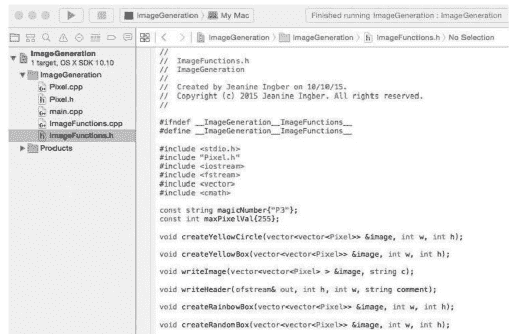 ImageGeneration
My Mac
Finished running ImageGeneration : ImageGeneration
ImageGeneration
1 target, OS X SDK 10.10
ImageGeneration
Pixel.cpp
Pixel.h
main.cpp
ImageFunctions.cpp
ImageFunctions.h
Products
ImageGeneration
ImageGeneration
ImageFunctions.h
No Selection
//
// ImageFunctions.h
// ImageGeneration
//
// Created by Jeanine Ingber on 10/10/15.
// Copyright (c) 2015 Jeanine Ingber. All rights reserved.
//
#ifndef __ImageGeneration__ImageFunctions__
#define __ImageGeneration__ImageFunctions__
#include <stdio.h>
#include "Pixel.h"
#include <iostream>
#include <fstream>
#include <vector>
#include <cmath>
const string magicNumber{"P3"};
const int maxPixelVal{255};
void createYellowCircle(vector<vector<Pixel>> &image, int w, int h);
void createYellowBox(vector<vector<Pixel>> &image, int w, int h);
void writeImage(vector<vector<Pixel> > &image, string c);
void writeHeader(ofstream& out, int h, int w, string comment);
void createRainbowBox(vector<vector<Pixel>> &image, int w, int h);
void createRandomBox(vector<vector<Pixel>> &image, int w, int h);